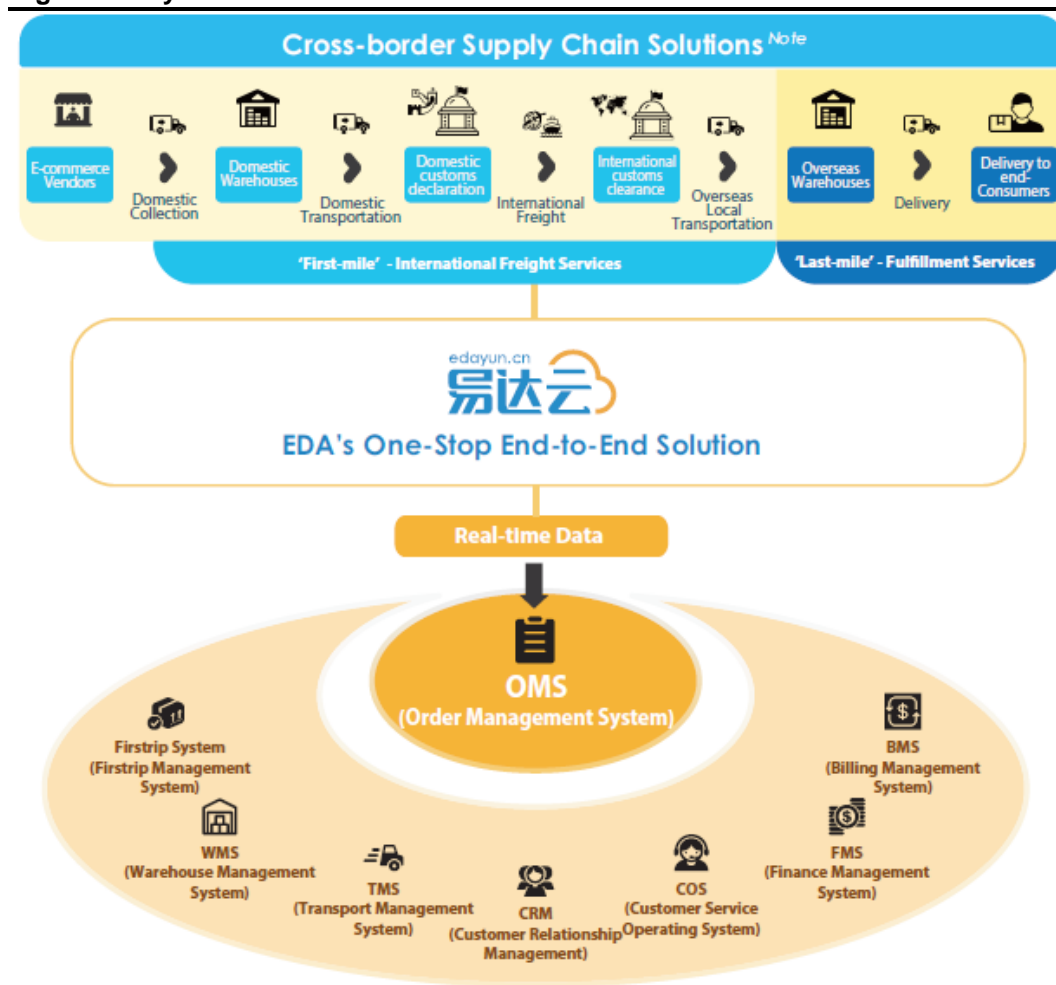 Cross-border Supply Chain Solutions Note
E-commerce
Vendors
Domestic
Collection
Domestic
Warehouses
Domestic
Transportation
Domestic
customs
declaration
International
Freight
International
customs
clearance
Overseas
Local
Transportation
Overseas
Warehouses
Delivery
Delivery to
end-
Consumers
'First-mile' - International Freight Services
'Last-mile' - Fulfillment Services
edayun.cn
易达云
EDA's One-Stop End-to-End Solution
Real-time Data
OMS
(Order Management System)
Firstrip System
(Firstrip Management
System)
WMS
(Warehouse Management
System)
TMS
(Transport Management
System)
CRM
(Customer Relationship
Management)
COS
(Customer Service
Operating System)
FMS
(Finance Management
System)
BMS
(Billing Management
System)